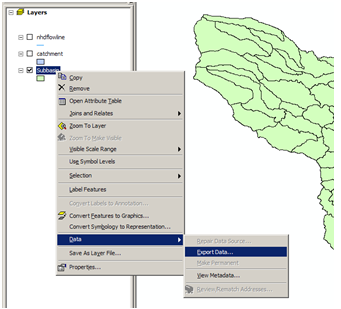 Layers
nhdflowline
catchment
Subbasin
Copy
Remove
Open Attribute Table
Joins and Relates
Zoom To Layer
Zoom To Make Visible
Visible Scale Range
Use Symbol Levels
Selection
Label Features
Convert Labels to Annotation...
Convert Features to Graphics...
Convert Symbology to Representation...
Data
Save As Layer File...
Properties...
Repair Data Source...
Export Data...
Make Permanent
View Metadata...
Review/Rematch Addresses...